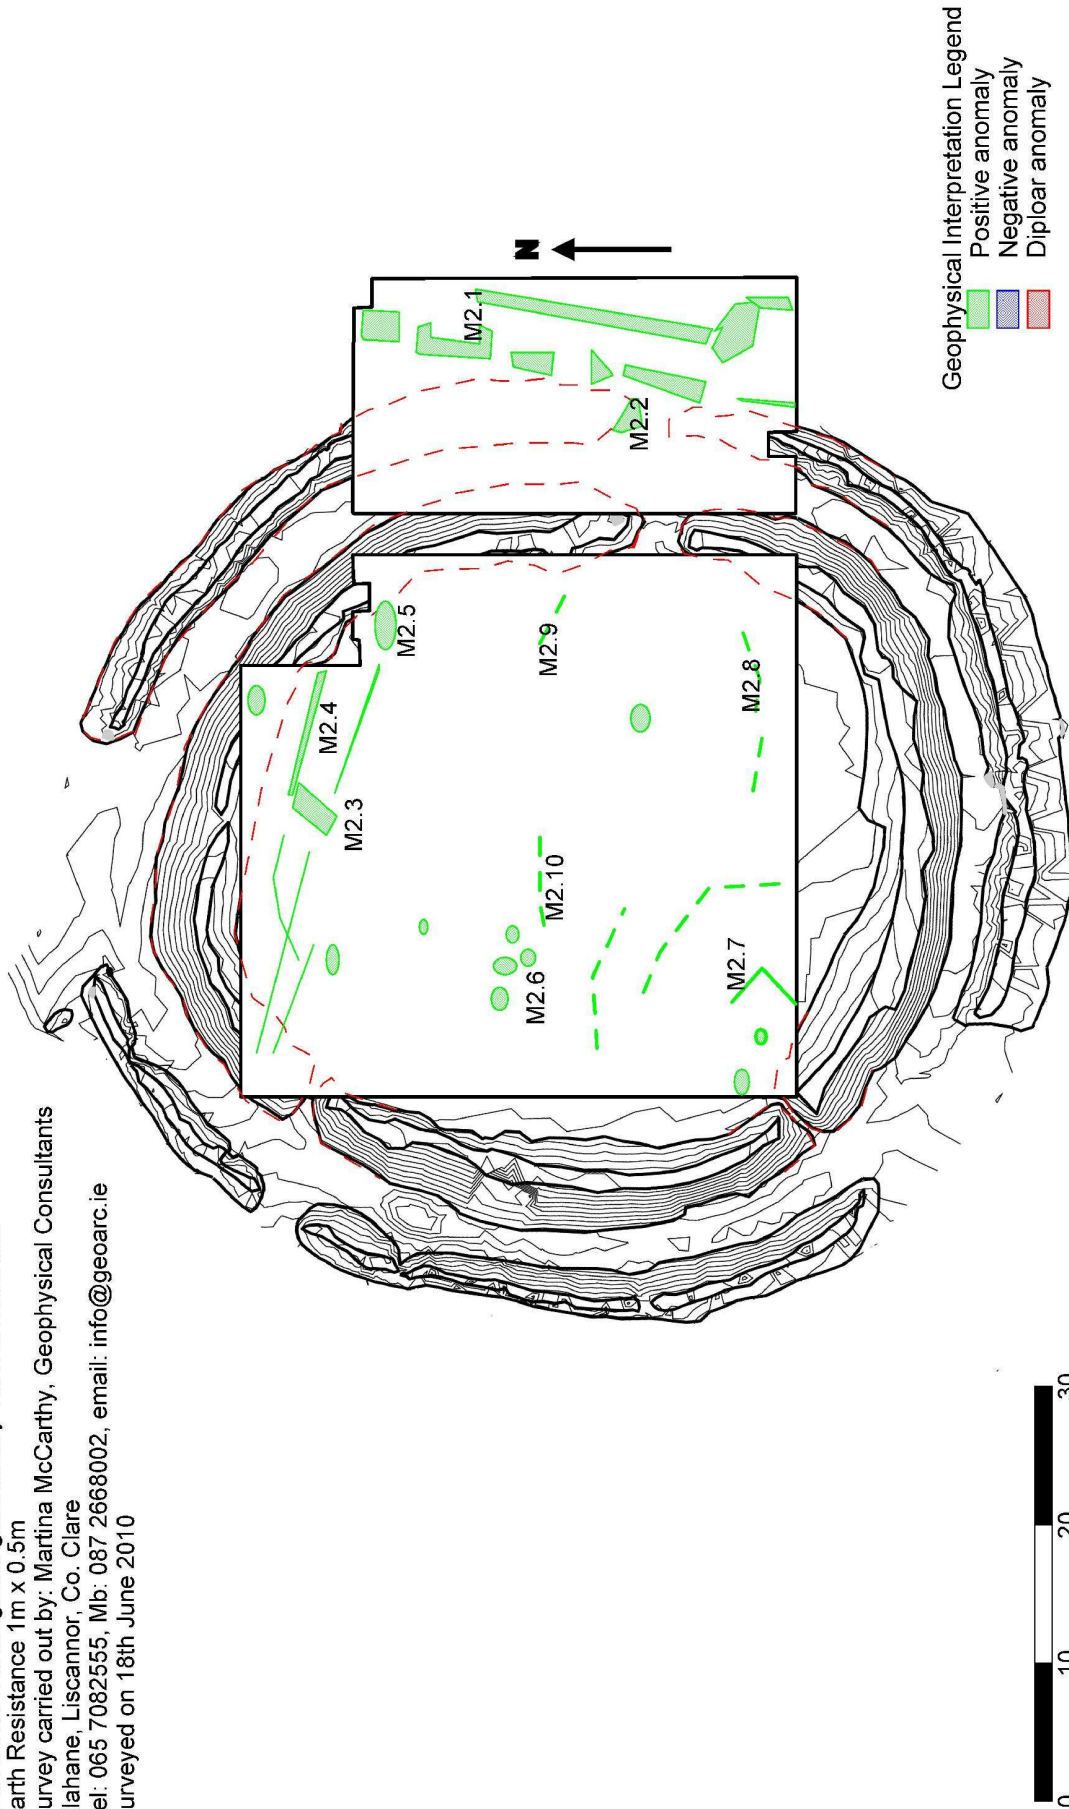 arth Resistance 1m x 0.5m
urvey carried out by: Martina McCarthy, Geophysical Consultants
lahane, Liscannor, Co. Clare
el: 065 7082555, Mb: 087 2668002, email: info@geoarc.ie
urveyed on 18th June 2010
N
M2.1
M2.2
M2.5
M2.4
M2.3
M2.9
M2.8
M2.10
M2.6
M2.7
Geophysical Interpretation Legend
Positive anomaly
Negative anomaly
Diploar anomaly
0 10 20 30